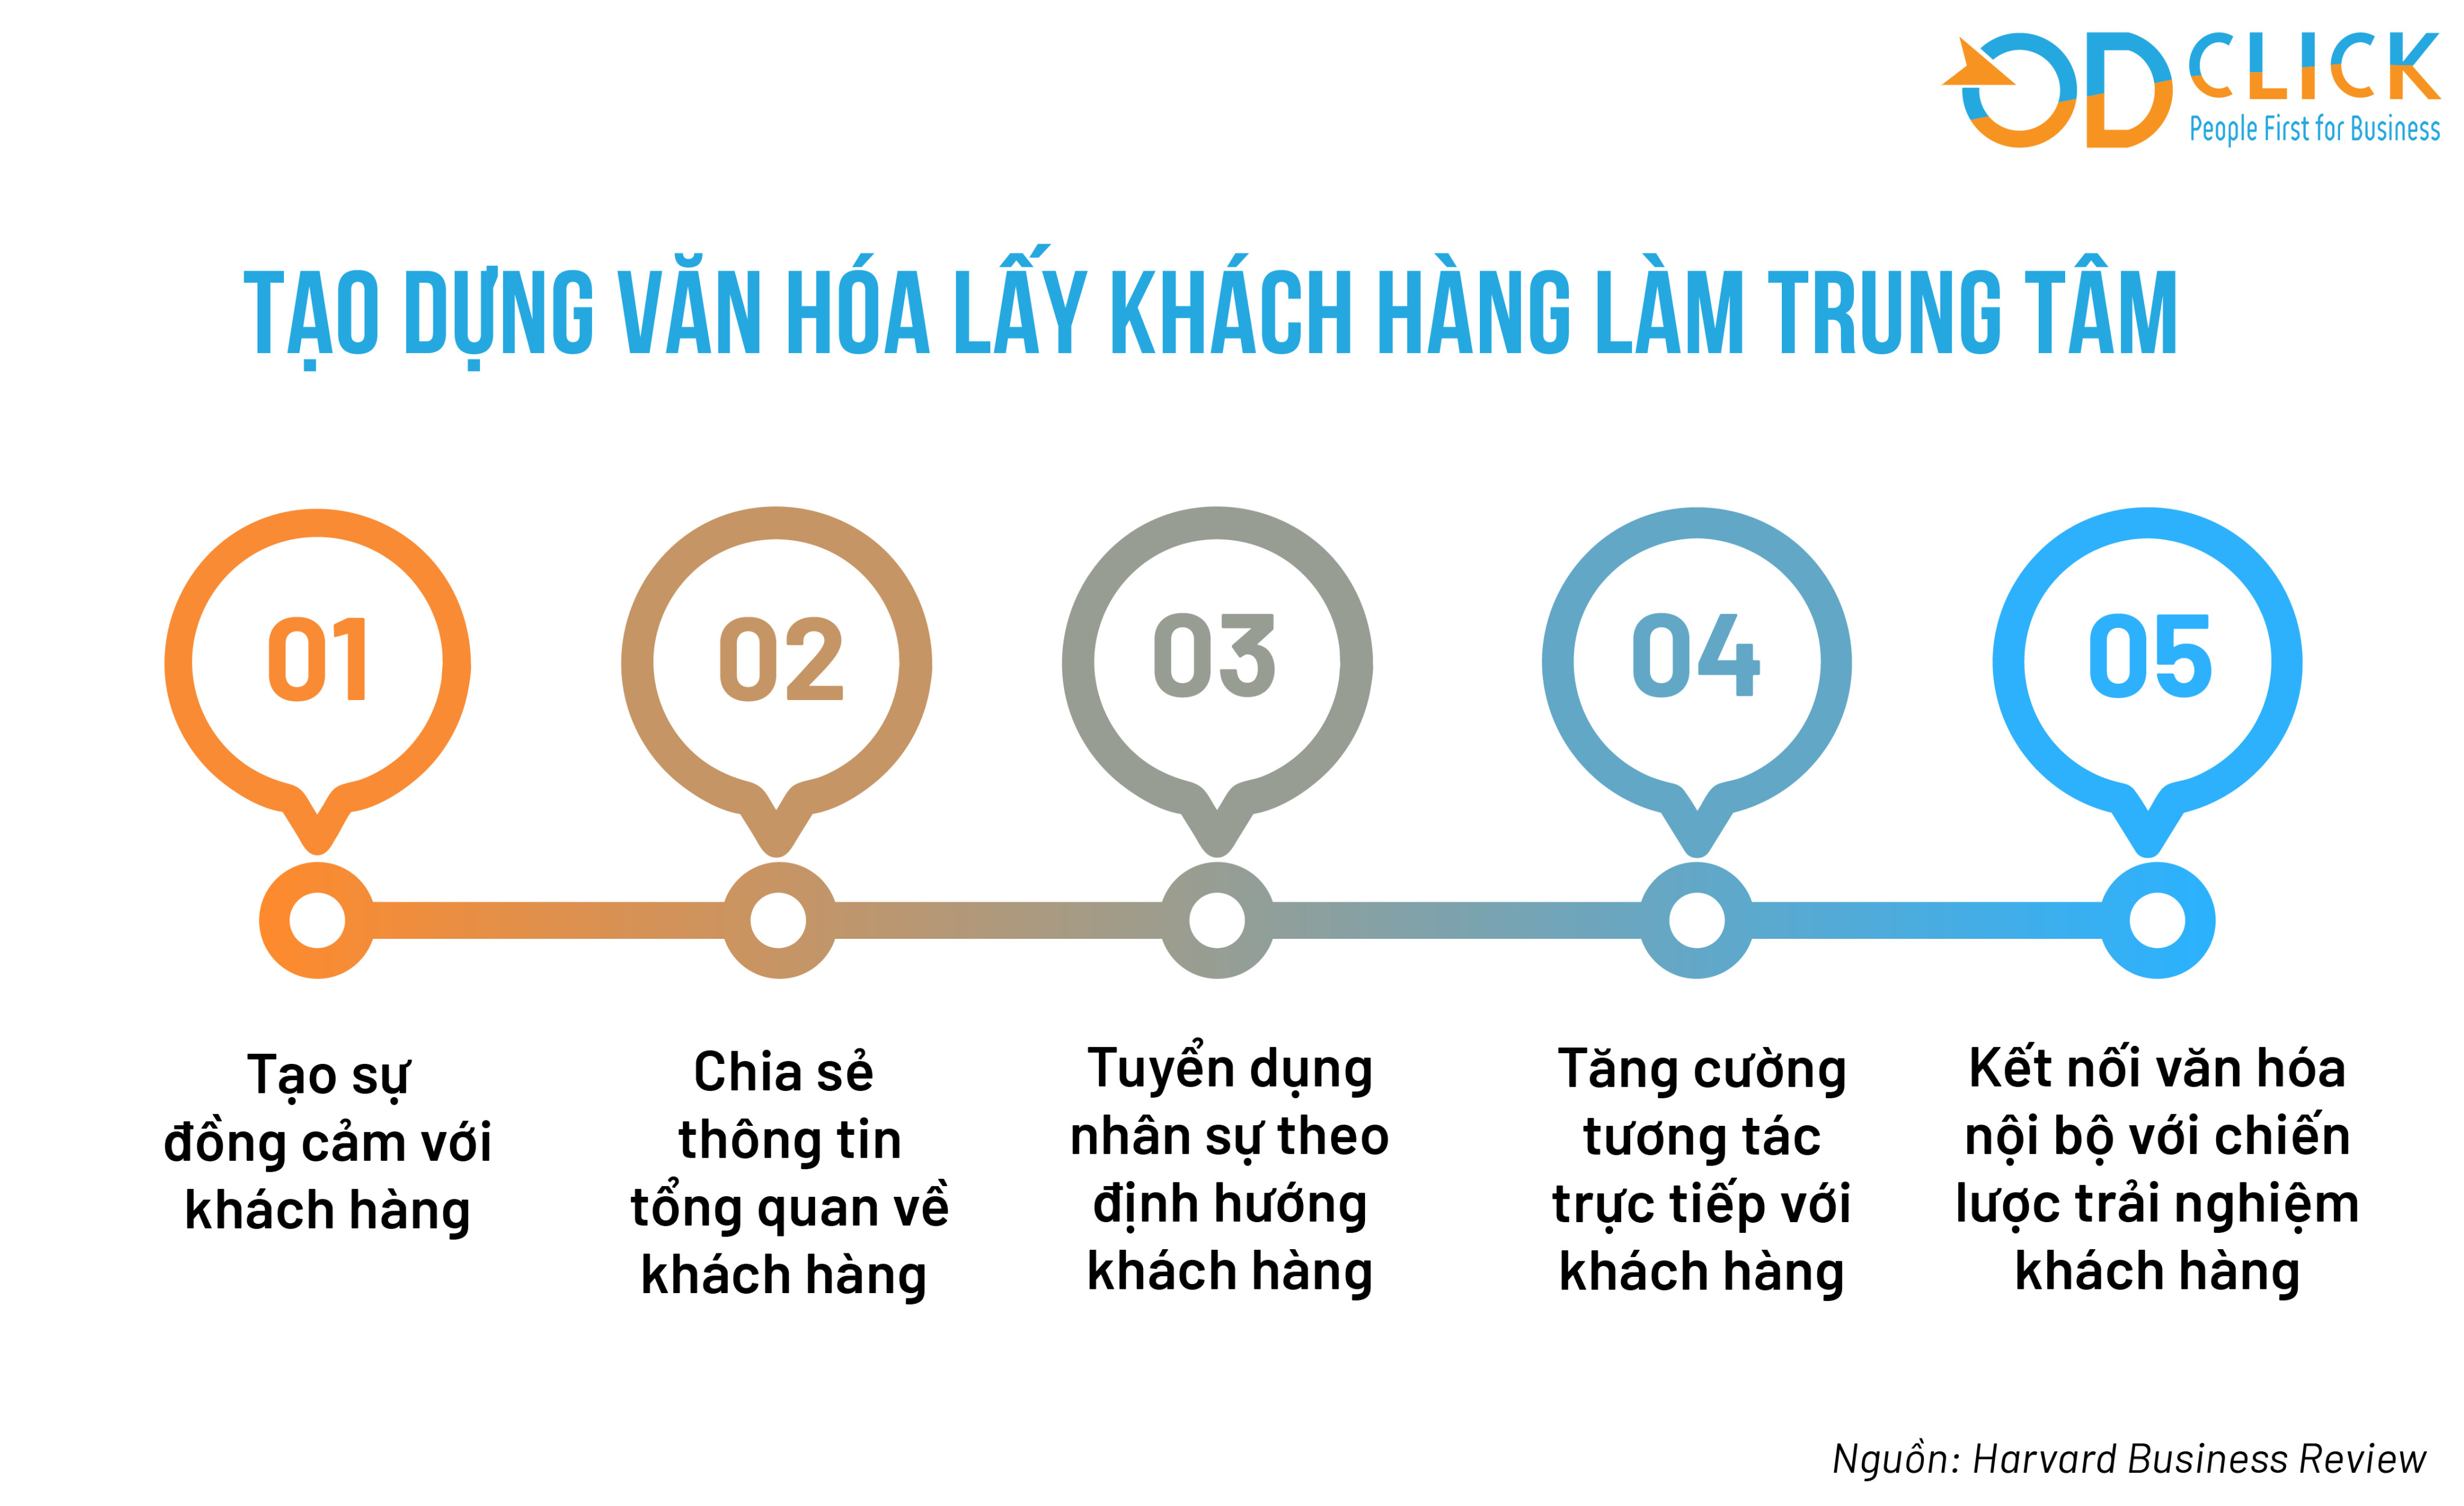 OD CLICK
People First for Business
TẠO DỰNG VĂN HÓA LẤY KHÁCH HÀNG LÀM TRUNG TÂM
01
02
03
04
05
Tạo sự
đồng cảm với
khách hàng
Chia sẻ
thông tin
tổng quan về
khách hàng
Tuyển dụng
nhân sự theo
định hướng
khách hàng
Tăng cường
tương tác
trực tiếp với
khách hàng
Kết nối văn hóa
nội bộ với chiến
lược trải nghiệm
khách hàng
Nguồn: Harvard Business Review